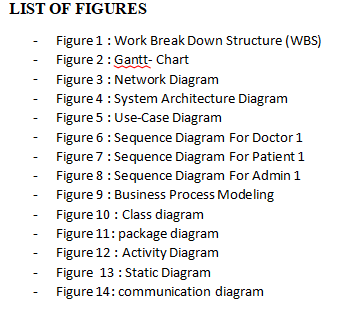 LIST OF FIGURES
- Figure 1 : Work Break Down Structure (WBS)
- Figure 2 : Gantt- Chart
- Figure 3 : Network Diagram
- Figure 4 : System Architecture Diagram
- Figure 5 : Use-Case Diagram
- Figure 6 : Sequence Diagram For Doctor 1
- Figure 7 : Sequence Diagram For Patient 1
- Figure 8 : Sequence Diagram For Admin 1
- Figure 9 : Business Process Modeling
- Figure 10 : Class diagram
- Figure 11: package diagram
- Figure 12 : Activity Diagram
- Figure  13 : Static Diagram
- Figure 14: communication diagram